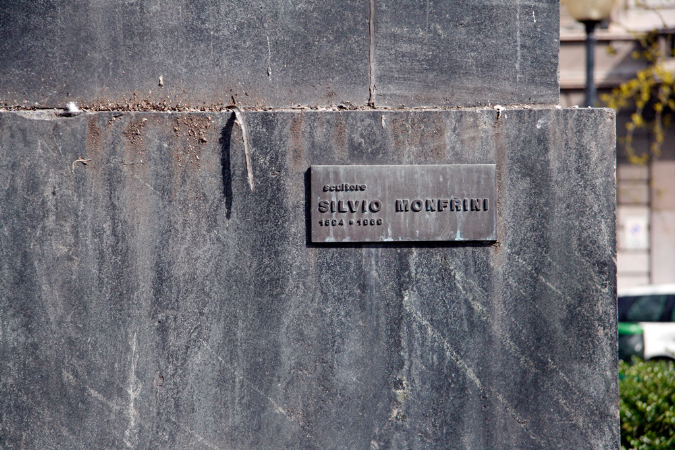 scultore
SILVIO MONFRINI
1894 • 1969